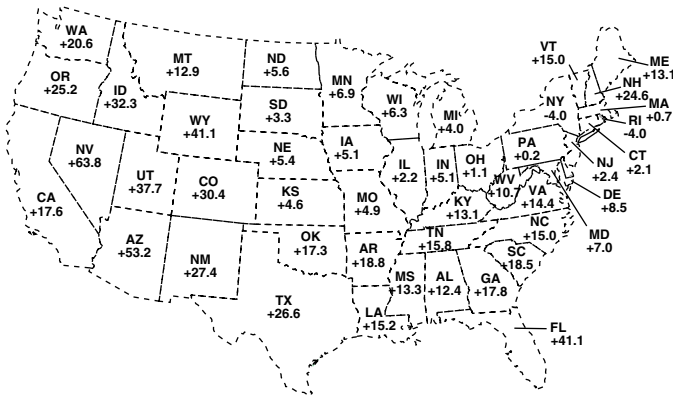 WA
+20.6
OR
+25.2
CA
+17.6
NV
+63.8
ID
+32.3
MT
+12.9
WY
+41.1
UT
+37.7
AZ
+53.2
CO
+30.4
NM
+27.4
ND
+5.6
SD
+3.3
NE
+5.4
KS
+4.6
OK
+17.3
TX
+26.6
MN
+6.9
IA
+5.1
MO
+4.9
AR
+18.8
LA
+15.2
WI
+6.3
IL
+2.2
MI
+4.0
IN
+5.1
OH
+1.1
KY
+13.1
TN
+15.8
MS
+13.3
AL
+12.4
GA
+17.8
FL
+41.1
SC
+18.5
NC
+15.0
VA
+14.4
WV
+10.7
PA
+0.2
NY
-4.0
VT
+15.0
ME
+13.1
NH
+24.6
MA
+0.7
RI
-4.0
CT
+2.1
NJ
+2.4
DE
+8.5
MD
+7.0